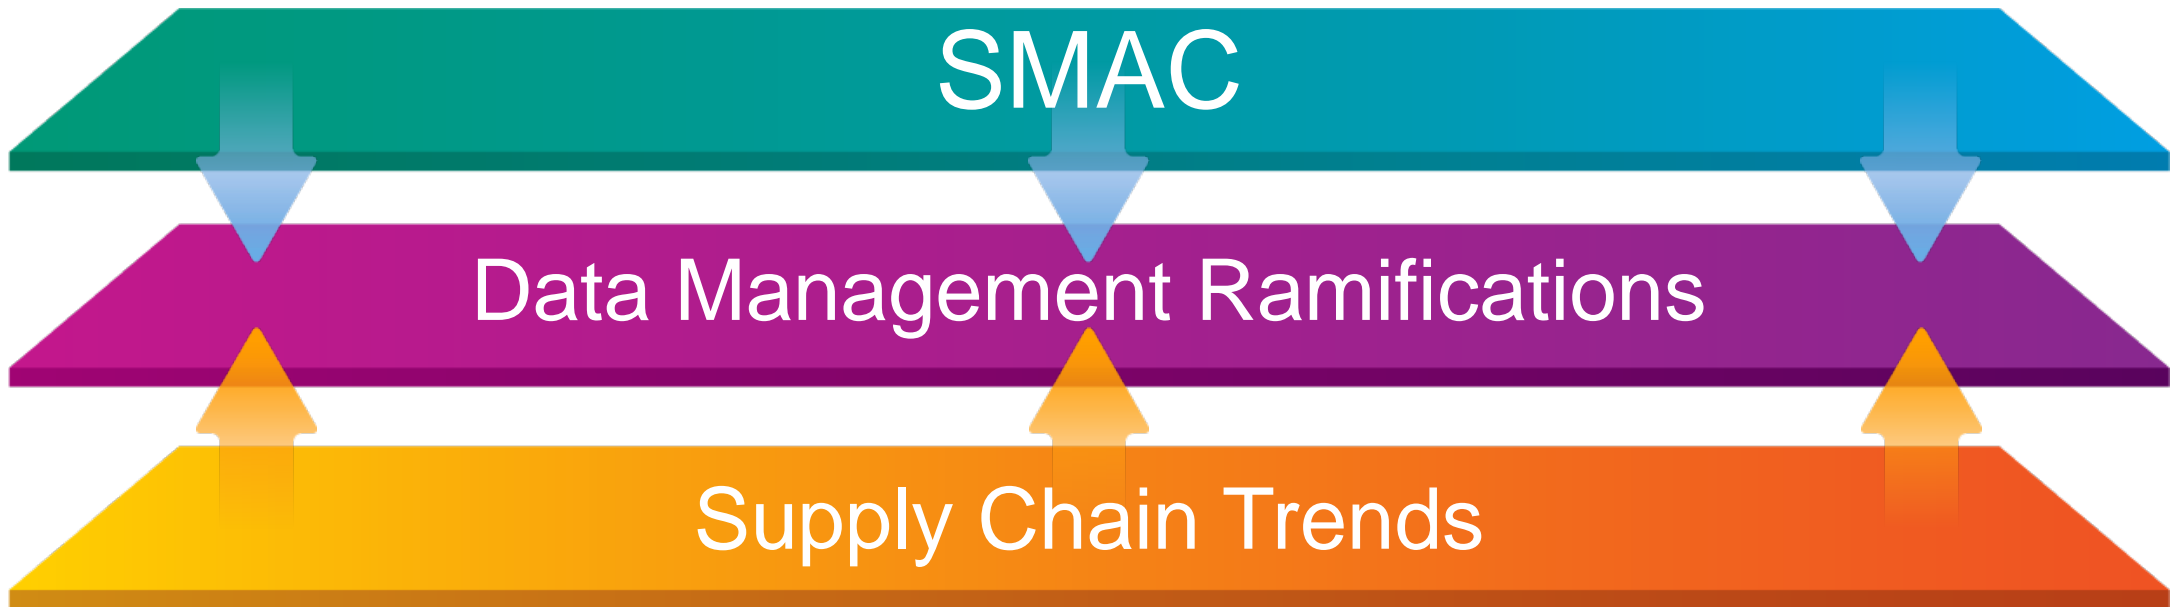 SMAC
Data Management Ramifications
Supply Chain Trends